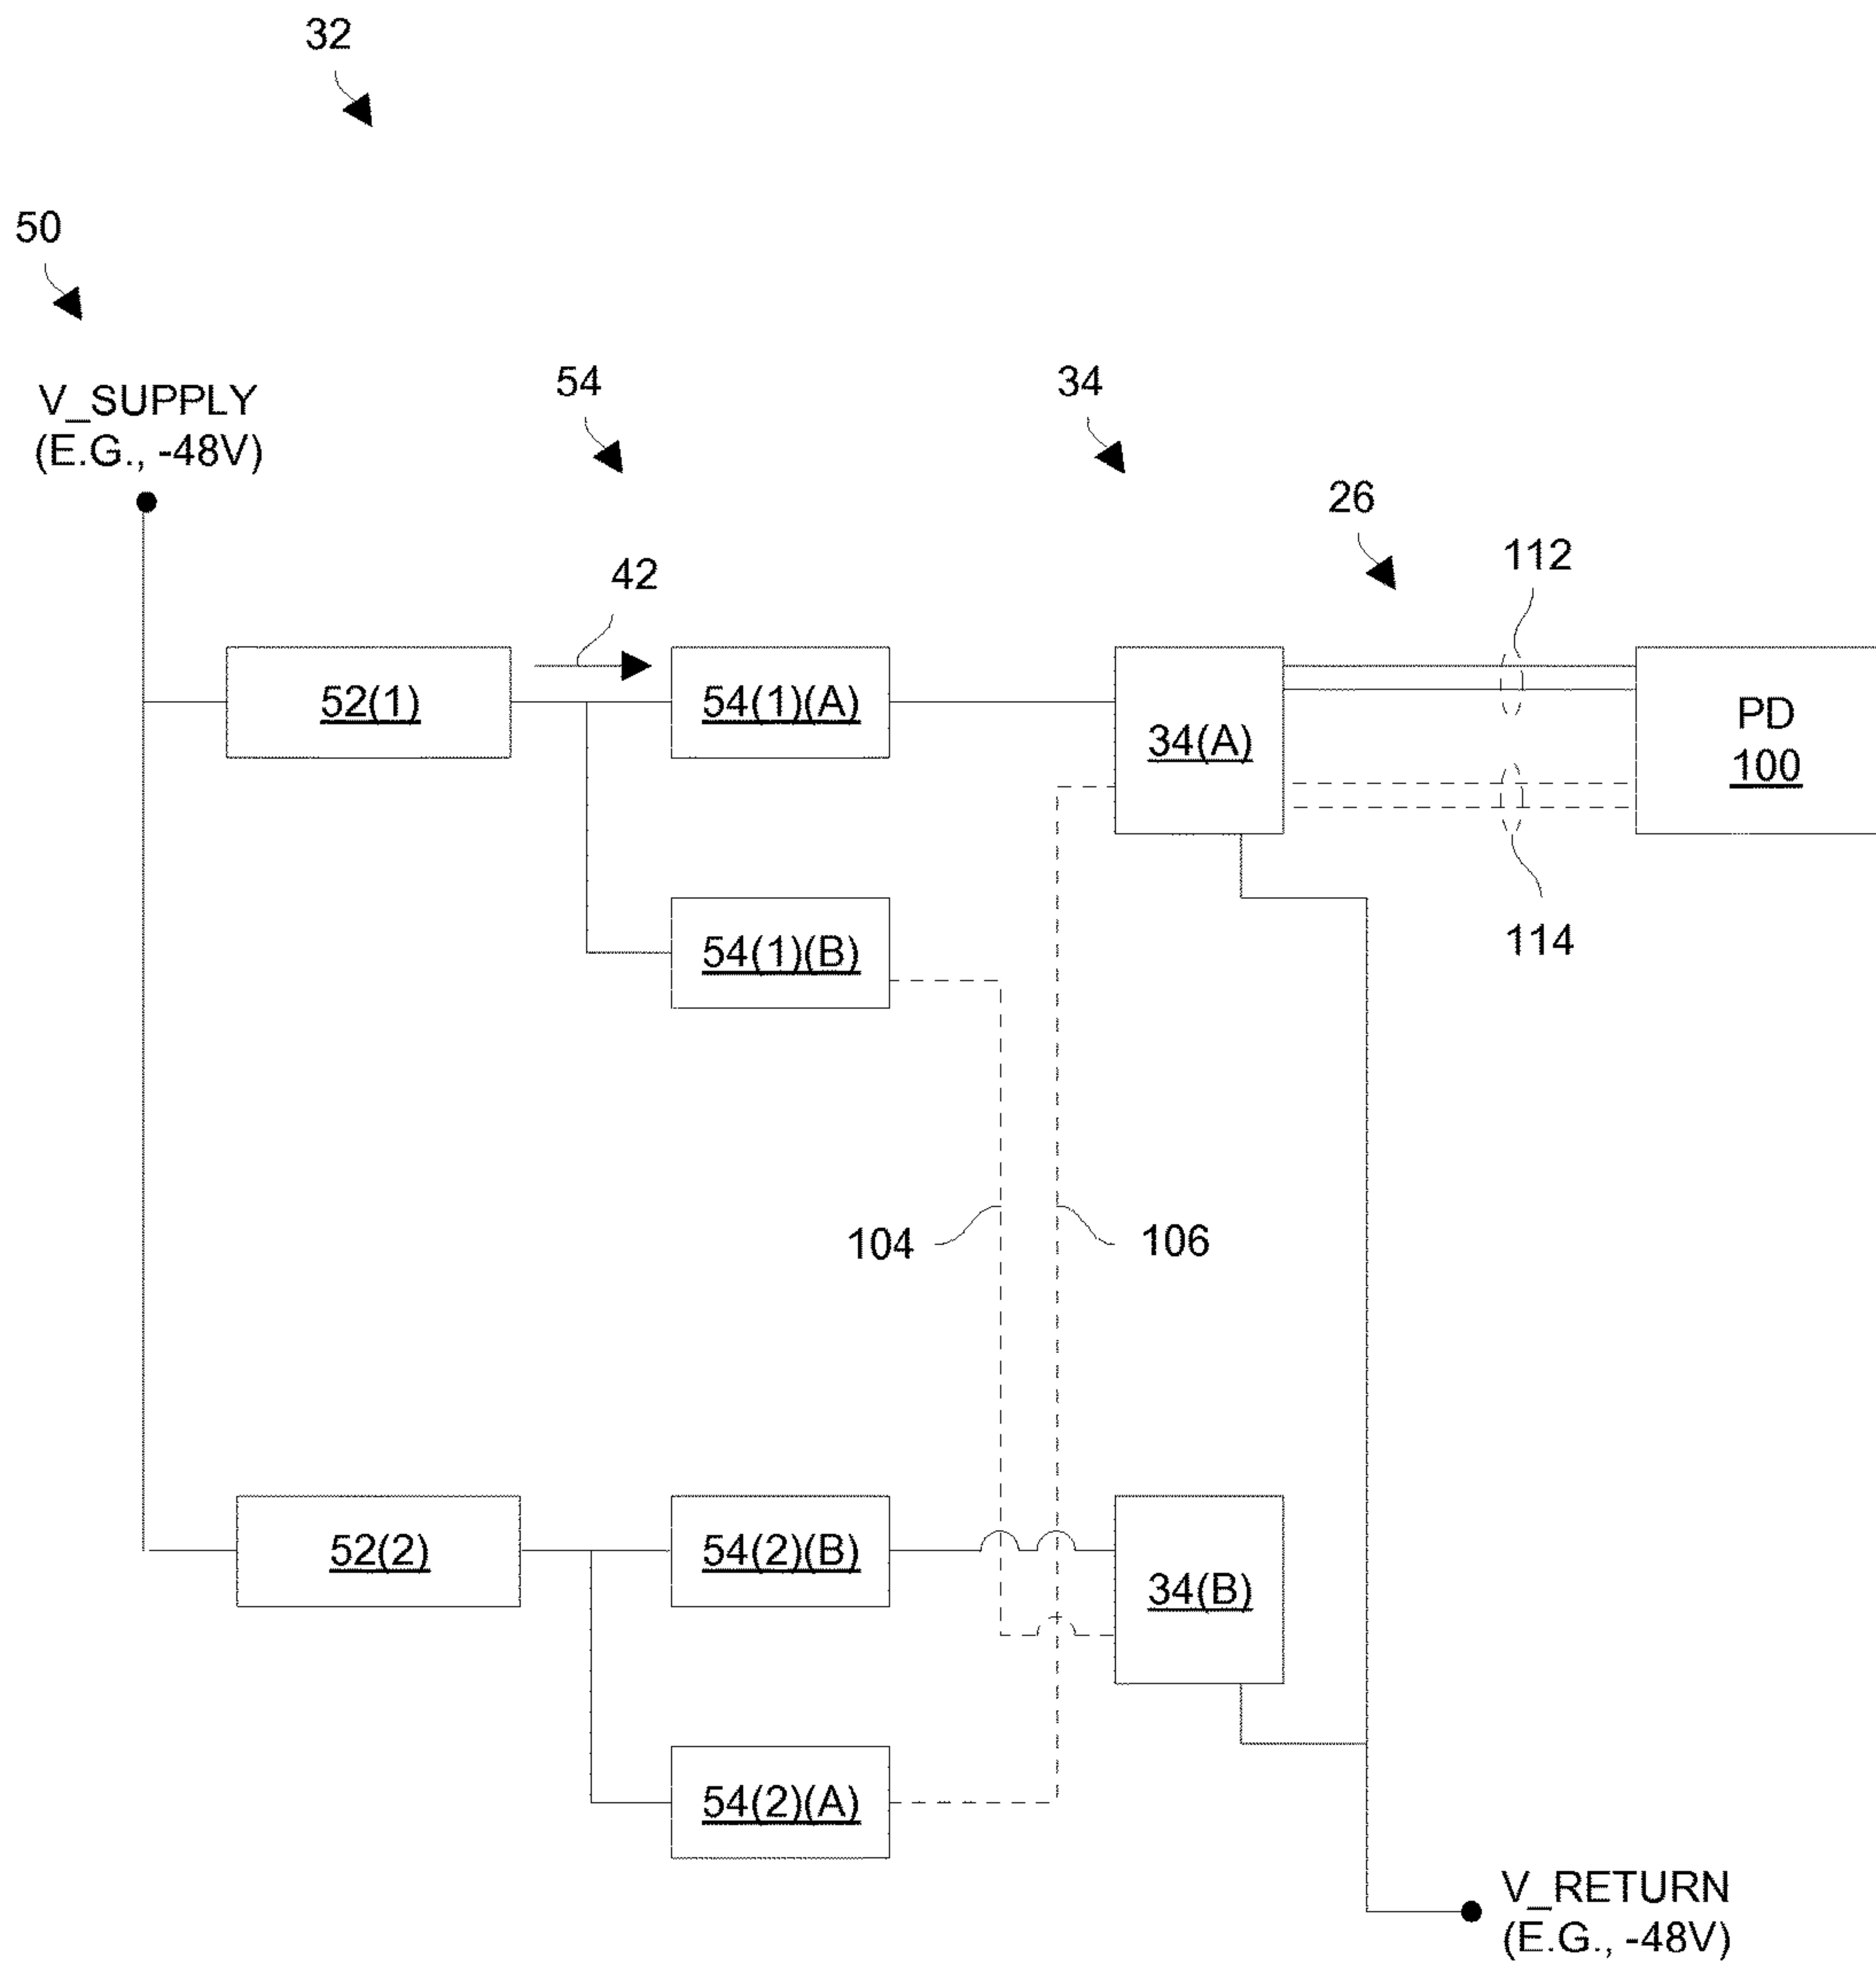 32
50
V_SUPPLY
(E.G., -48V)
54
34
26
112
42
52(1)
54(1)(A)
34(A)
PD
100
54(1)(B)
114
104
106
52(2)
54(2)(B)
34(B)
54(2)(A)
V_RETURN
(E.G., -48V)